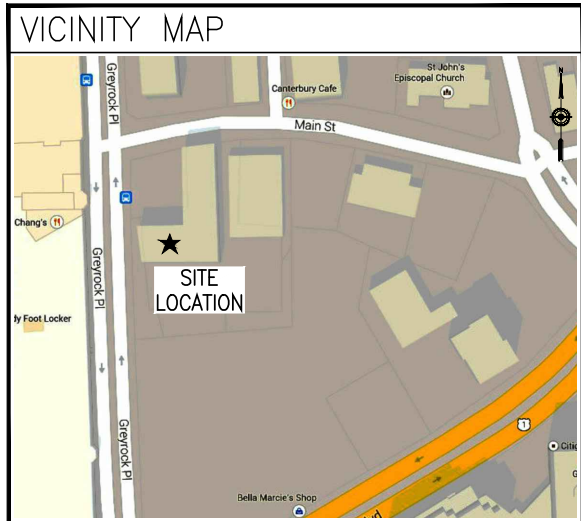 VICINITY MAP
Greyrock Pl
St John's
Episcopal Church
Canterbury Cafe
N
Main St
Chang's
Greyrock Pl
SITE
LOCATION
dy Foot Locker
Greyrock Pl
1
Bella Marcie's Shop